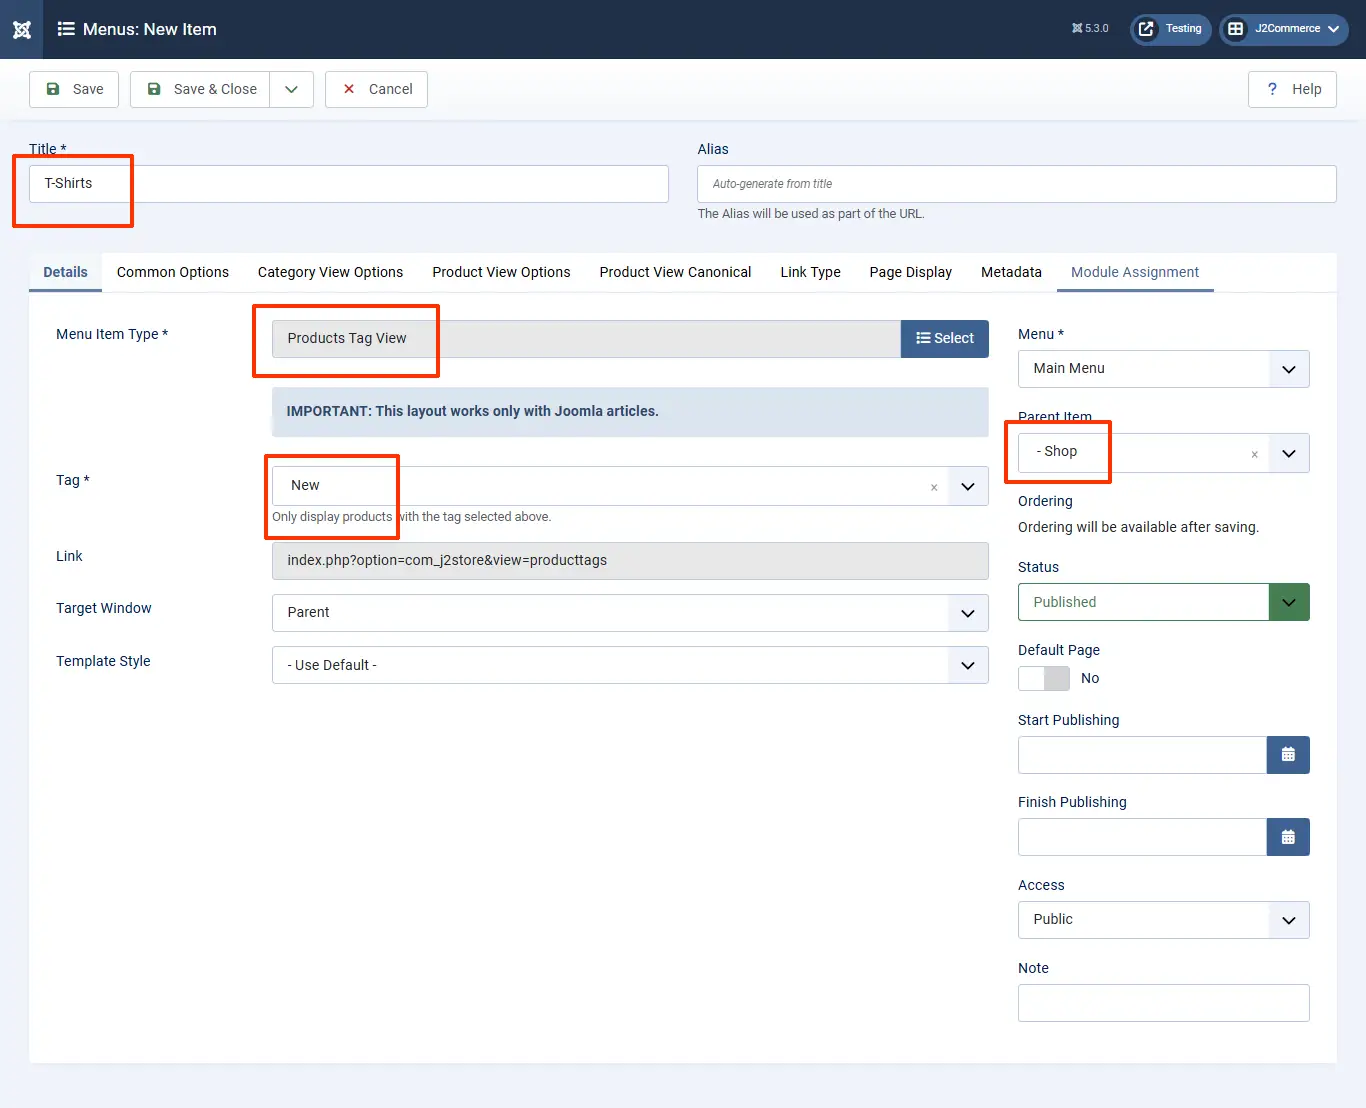 Menus: New Item
5.3.0
Testing
J2Commerce
Save
Save & Close
Cancel
? Help
Title *
T-Shirts
Alias
Auto-generate from title
The Alias will be used as part of the URL.
Details
Common Options
Category View Options
Product View Options
Product View Canonical
Link Type
Page Display
Metadata
Module Assignment
Menu Item Type *
Products Tag View
Select
IMPORTANT: This layout works only with Joomla articles.
Tag *
New
×
Only display products with the tag selected above.
Link
index.php?option=com_j2store&view=producttags
Target Window
Parent
Template Style
- Use Default -
Menu *
Main Menu
Parent Item
- Shop
×
Ordering
Ordering will be available after saving.
Status
Published
Default Page
No
Start Publishing
Finish Publishing
Access
Public
Note